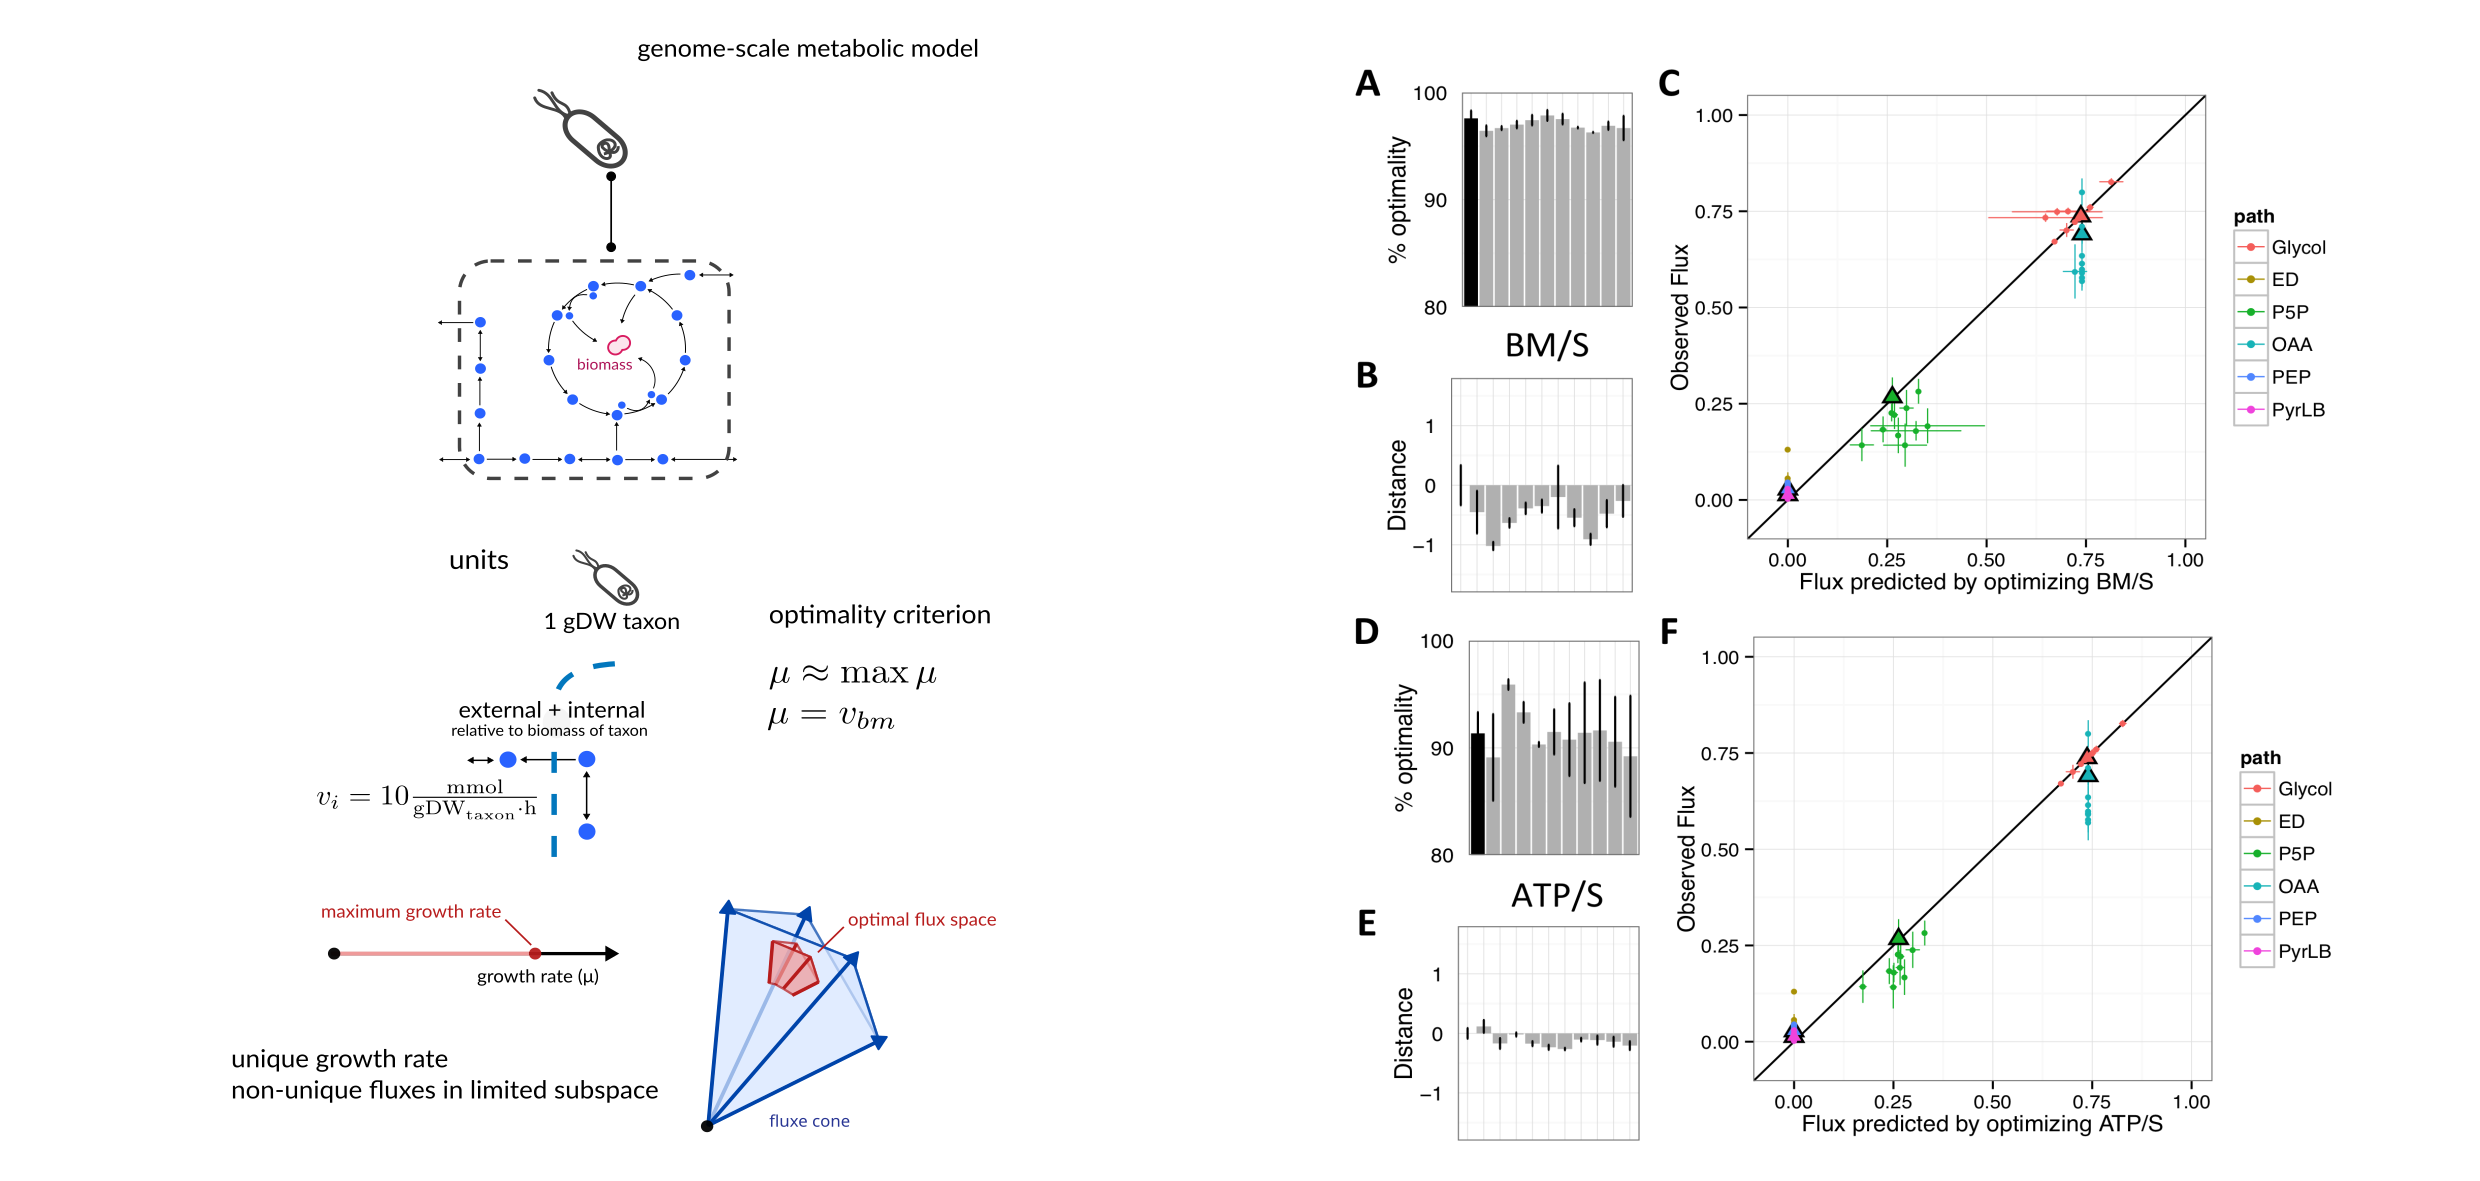 genome-scale metabolic model
biomass
units
1 gDW taxon
external + internal
relative to biomass of taxon
v_i = 10 mmol / gDW_taxon·h
optimality criterion
μ ≈ max μ
μ = v_bm
maximum growth rate
growth rate (μ)
optimal flux space
fluxe cone
unique growth rate
non-unique fluxes in limited subspace
A
100
90
80
% optimality
BM/S
B
1
0
−1
Distance
C
1.00
0.75
0.50
0.25
0.00
Observed Flux
0.00 0.25 0.50 0.75 1.00
Flux predicted by optimizing BM/S
path
Glycol
ED
P5P
OAA
PEP
PyrLB
D
100
90
80
% optimality
ATP/S
E
1
0
−1
Distance
F
1.00
0.75
0.50
0.25
0.00
Observed Flux
0.00 0.25 0.50 0.75 1.00
Flux predicted by optimizing ATP/S
path
Glycol
ED
P5P
OAA
PEP
PyrLB